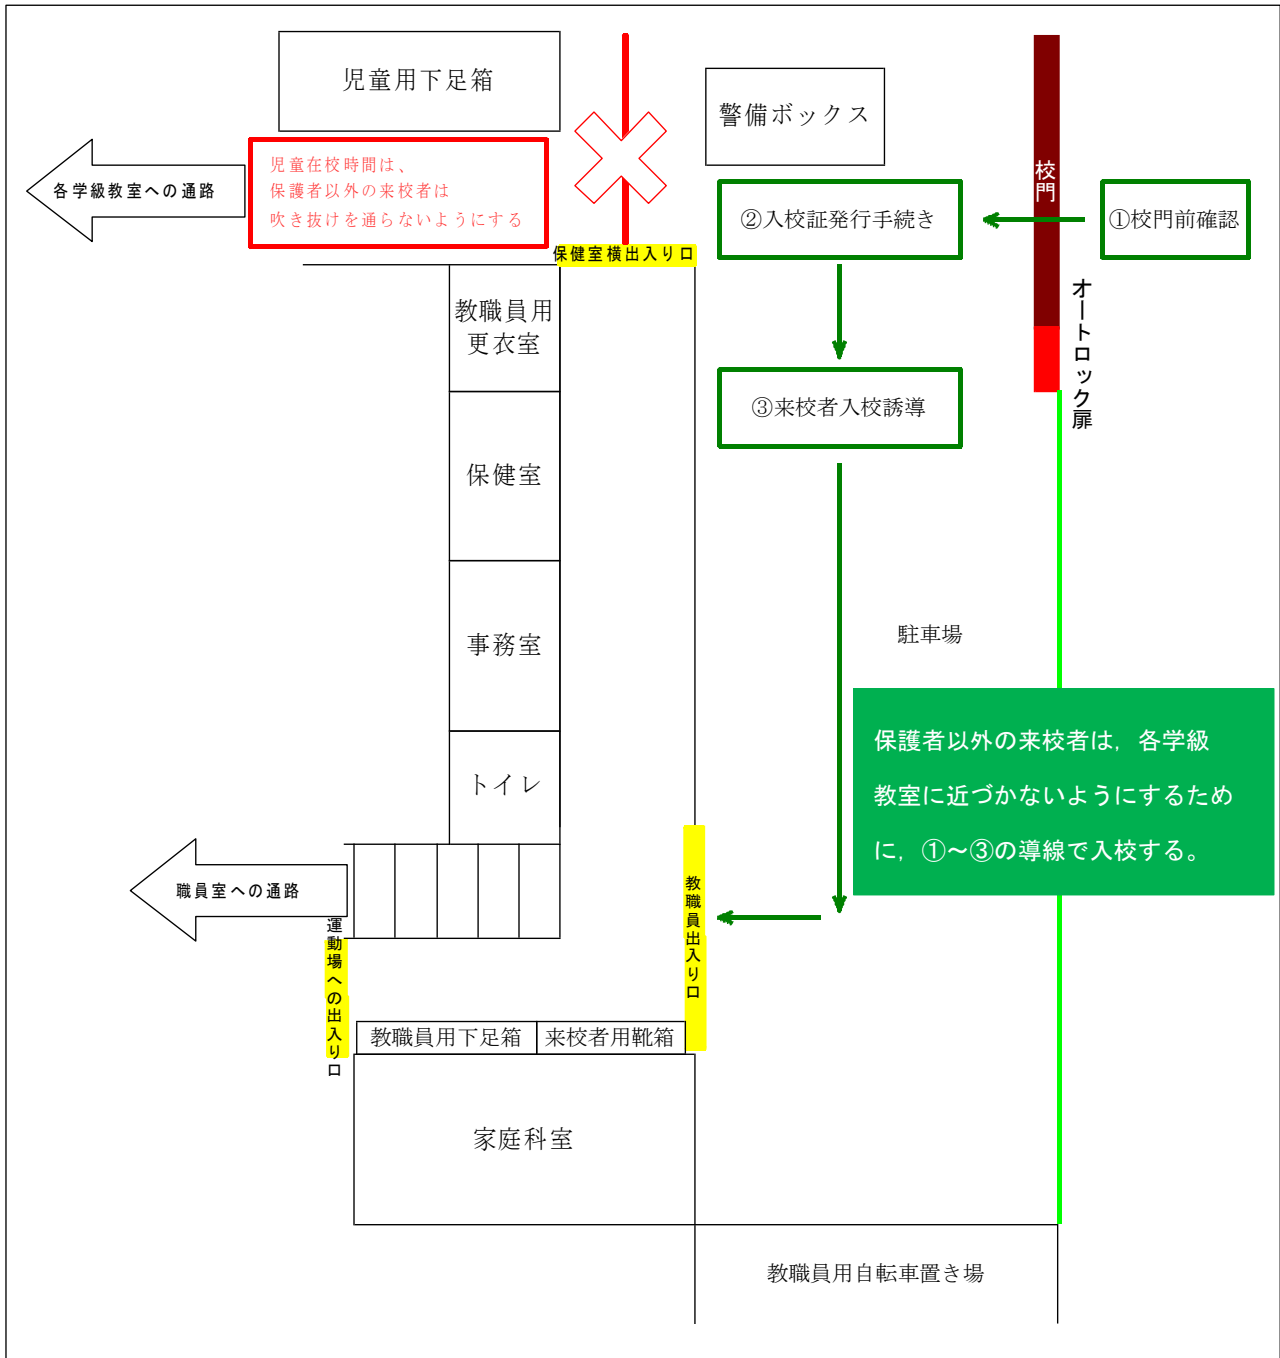 児童用下足箱
警備ボックス
校門
児童在校時間は、
保護者以外の来校者は
吹き抜けを通らないようにする
各学級教室への通路
②入校証発行手続き
①校門前確認
保健室横出入り口
オートロック扉
教職員用
更衣室
③来校者入校誘導
保健室
事務室
駐車場
保護者以外の来校者は，各学級
教室に近づかないようにするため
に，①～③の導線で入校する。
トイレ
職員室への通路
教職員出入り口
運動場への出入り口
教職員用下足箱
来校者用靴箱
家庭科室
教職員用自転車置き場